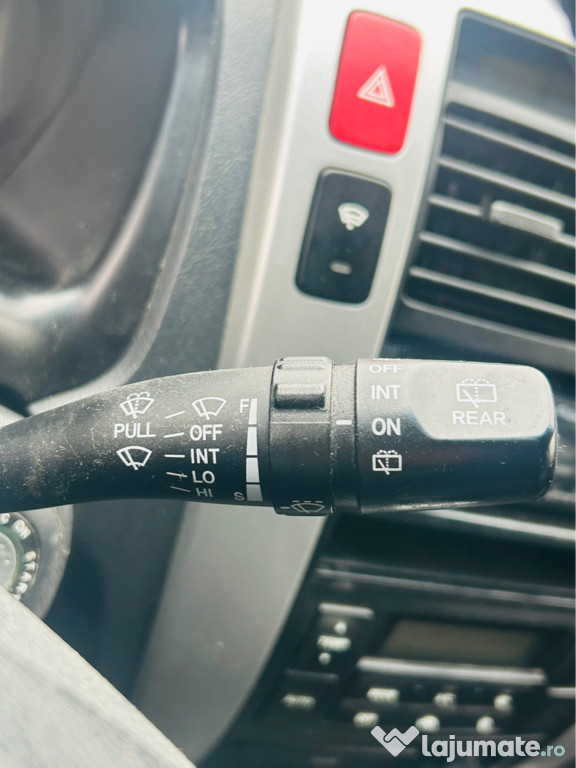 OFF
INT
ON
REAR
PULL
OFF
INT
LO
HI
F
S
lajumate.ro